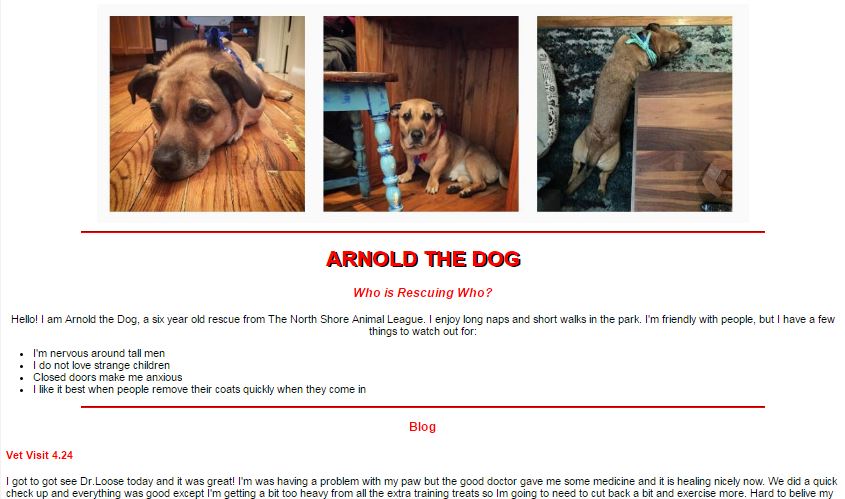 ARNOLD THE DOG
Who is Rescuing Who?
Hello! I am Arnold the Dog, a six year old rescue from The North Shore Animal League. I enjoy long naps and short walks in the park. I'm friendly with people, but I have a few
things to watch out for:
I'm nervous around tall men
I do not love strange children
Closed doors make me anxious
I like it best when people remove their coats quickly when they come in
Blog
Vet Visit 4.24
I got to got see Dr.Loose today and it was great! I'm was having a problem with my paw but the good doctor gave me some medicine and it is healing nicely now. We did a quick
check up and everything was good except I'm getting a bit too heavy from all the extra training treats so Im going to need to cut back a bit and exercise more. Hard to belive my